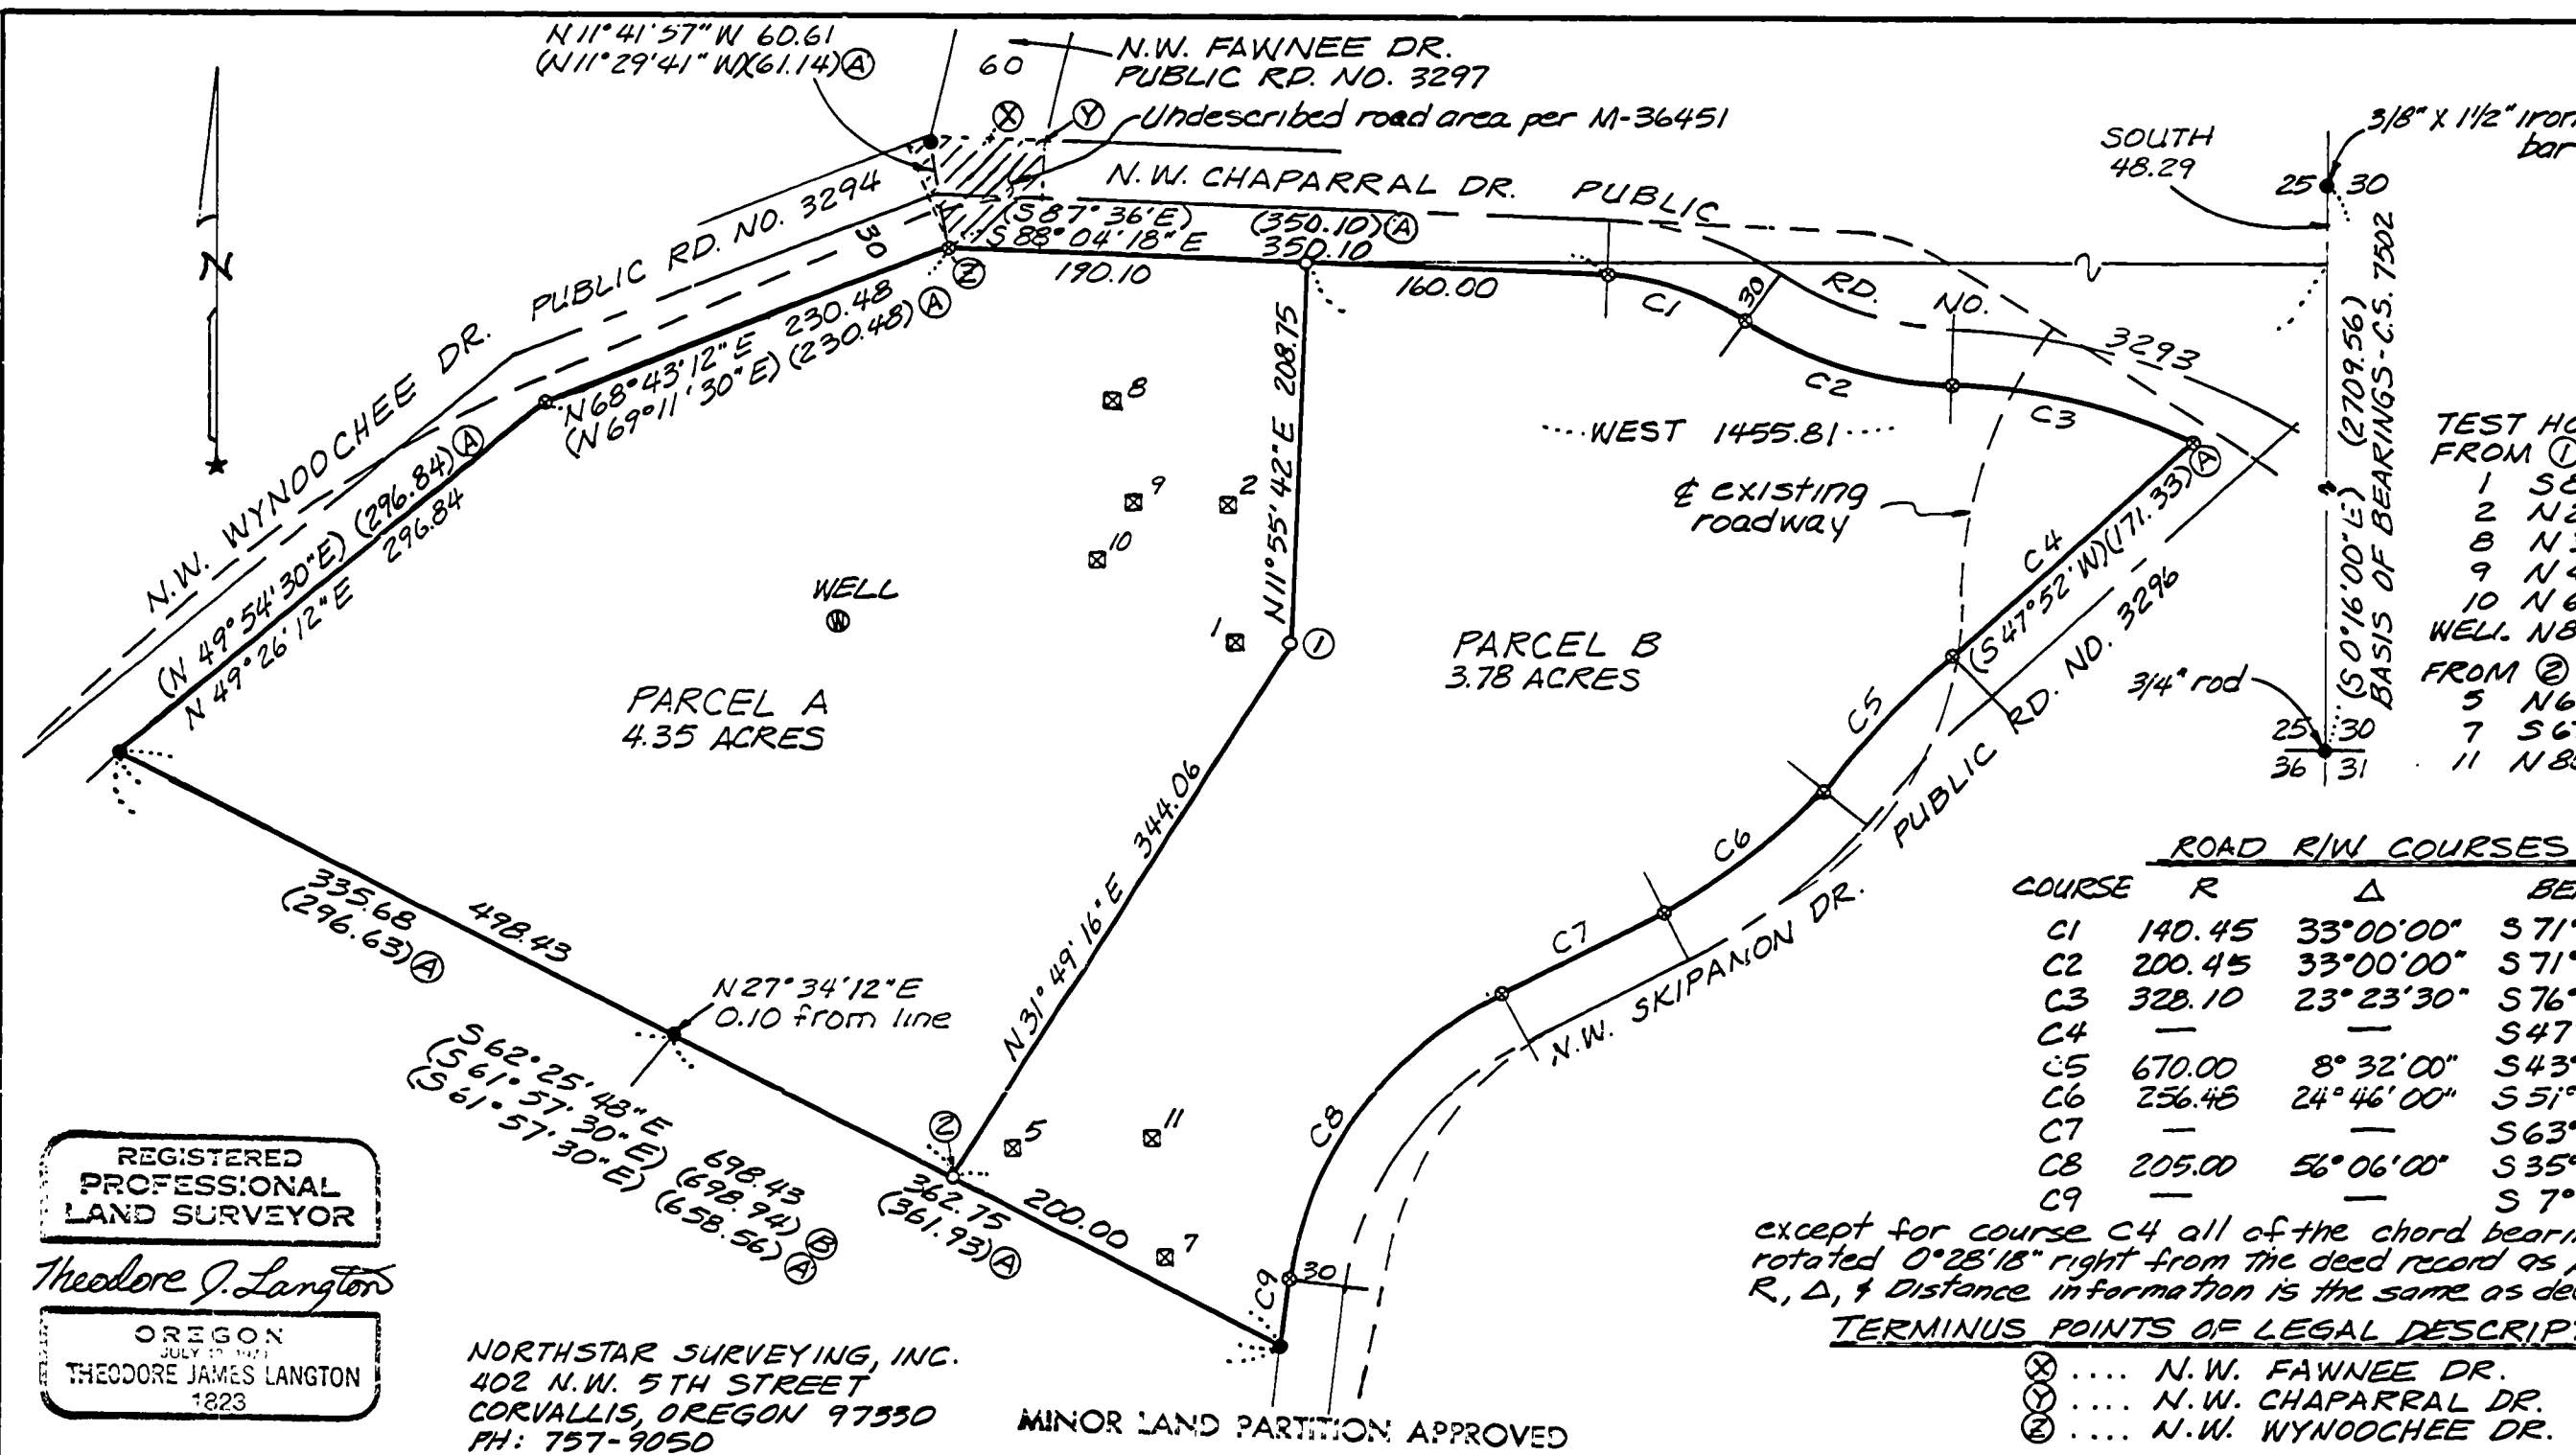 N 11° 41' 57" W 60.61
(N 11° 29' 41" W)(61.14) Ⓐ
60
N.W. FAWNEE DR.
PUBLIC RD. NO. 3297
Undescribed road area per M-36451
Ⓧ
Ⓨ
Ⓩ
SOUTH
48.29
3/8" X 1 1/2" iron
bar
25 30
N
N.W. WYNOOCHEE DR. PUBLIC RD. NO. 3294
30
N.W. CHAPARRAL DR. PUBLIC RD. NO. 3293
(S 87° 36' E) (350.10) Ⓐ
S 88° 04' 18" E 350.10
190.10
160.00
C1
30
C2
C3
N 68° 43' 12" E 230.48
(N 69° 11' 30" E) (230.48) Ⓐ
(N 49° 54' 30" E) (296.84) Ⓐ
N 49° 26' 12" E 296.84
N 11° 55' 42" E 208.75
8
9
2
10
1
①
WELL
W
WEST 1455.81
℄ existing
roadway
(S 0° 16' 00" E) (2709.56)
BASIS OF BEARINGS - C.S. 7502
3/4" rod
25 30
36 31
PARCEL A
4.35 ACRES
PARCEL B
3.78 ACRES
C4
Ⓐ
(S 47° 52' W)(171.33)
C5
C6
C7
C8
C9
30
N.W. SKIPANON DR. PUBLIC RD. NO. 3296
N 31° 49' 16" E 344.06
335.68
(296.63) Ⓐ
498.43
N 27° 34' 12" E
0.10 from line
S 62° 25' 48" E 698.43
(S 61° 57' 30" E) (698.94) Ⓑ
(S 61° 57' 30" E) (658.56) Ⓐ
②
5
11
7
362.75
(361.93) Ⓐ
200.00
TEST HO
FROM ①
1 S 8
2 N 2
8 N 3
9 N 4
10 N 6
WELL N 8
FROM ②
5 N 6
7 S 6
11 N 8
ROAD R/W COURSES
COURSE R Δ BE
C1 140.45 33° 00' 00" S 71°
C2 200.45 33° 00' 00" S 71°
C3 328.10 23° 23' 30" S 76°
C4 — — S 47
C5 670.00 8° 32' 00" S 43°
C6 256.48 24° 46' 00" S 51°
C7 — — S 63°
C8 205.00 56° 06' 00" S 35°
C9 — — S 7°
except for course C4 all of the chord bear
rotated 0° 28' 18" right from the deed record as
R, Δ, & Distance information is the same as de
TERMINUS POINTS OF LEGAL DESCRIPT
Ⓧ .... N.W. FAWNEE DR.
Ⓨ .... N.W. CHAPARRAL DR.
Ⓩ .... N.W. WYNOOCHEE DR.
REGISTERED
PROFESSIONAL
LAND SURVEYOR
Theodore J. Langton
OREGON
THEODORE JAMES LANGTON
1823
NORTHSTAR SURVEYING, INC.
402 N.W. 5TH STREET
CORVALLIS, OREGON 97330
PH: 757-9050
MINOR LAND PARTITION APPROVED